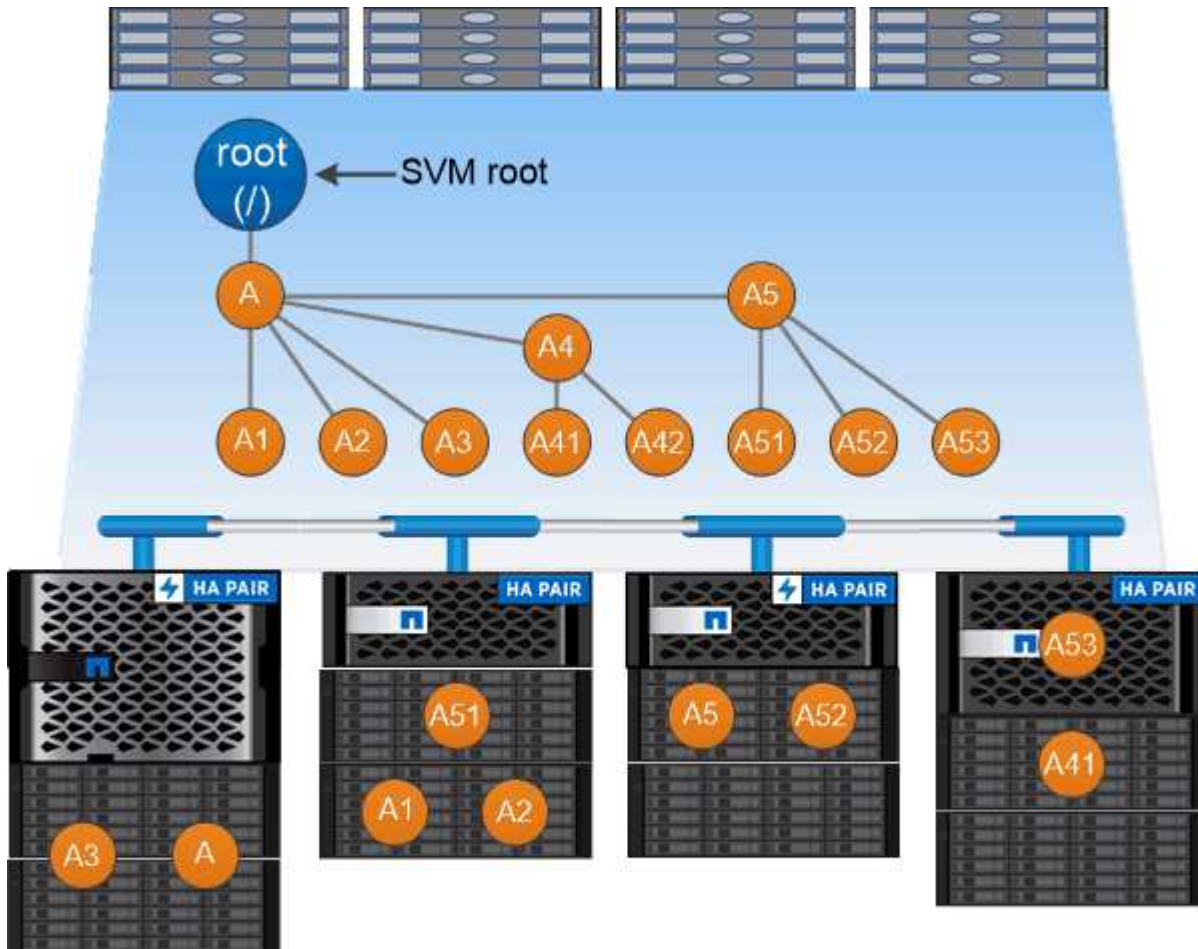 root
(/)
SVM root
A
A5
A4
A1
A2
A3
A41
A42
A51
A52
A53
HA PAIR
HA PAIR
HA PAIR
HA PAIR
A53
A51
A5
A52
A41
A1
A2
A3
A